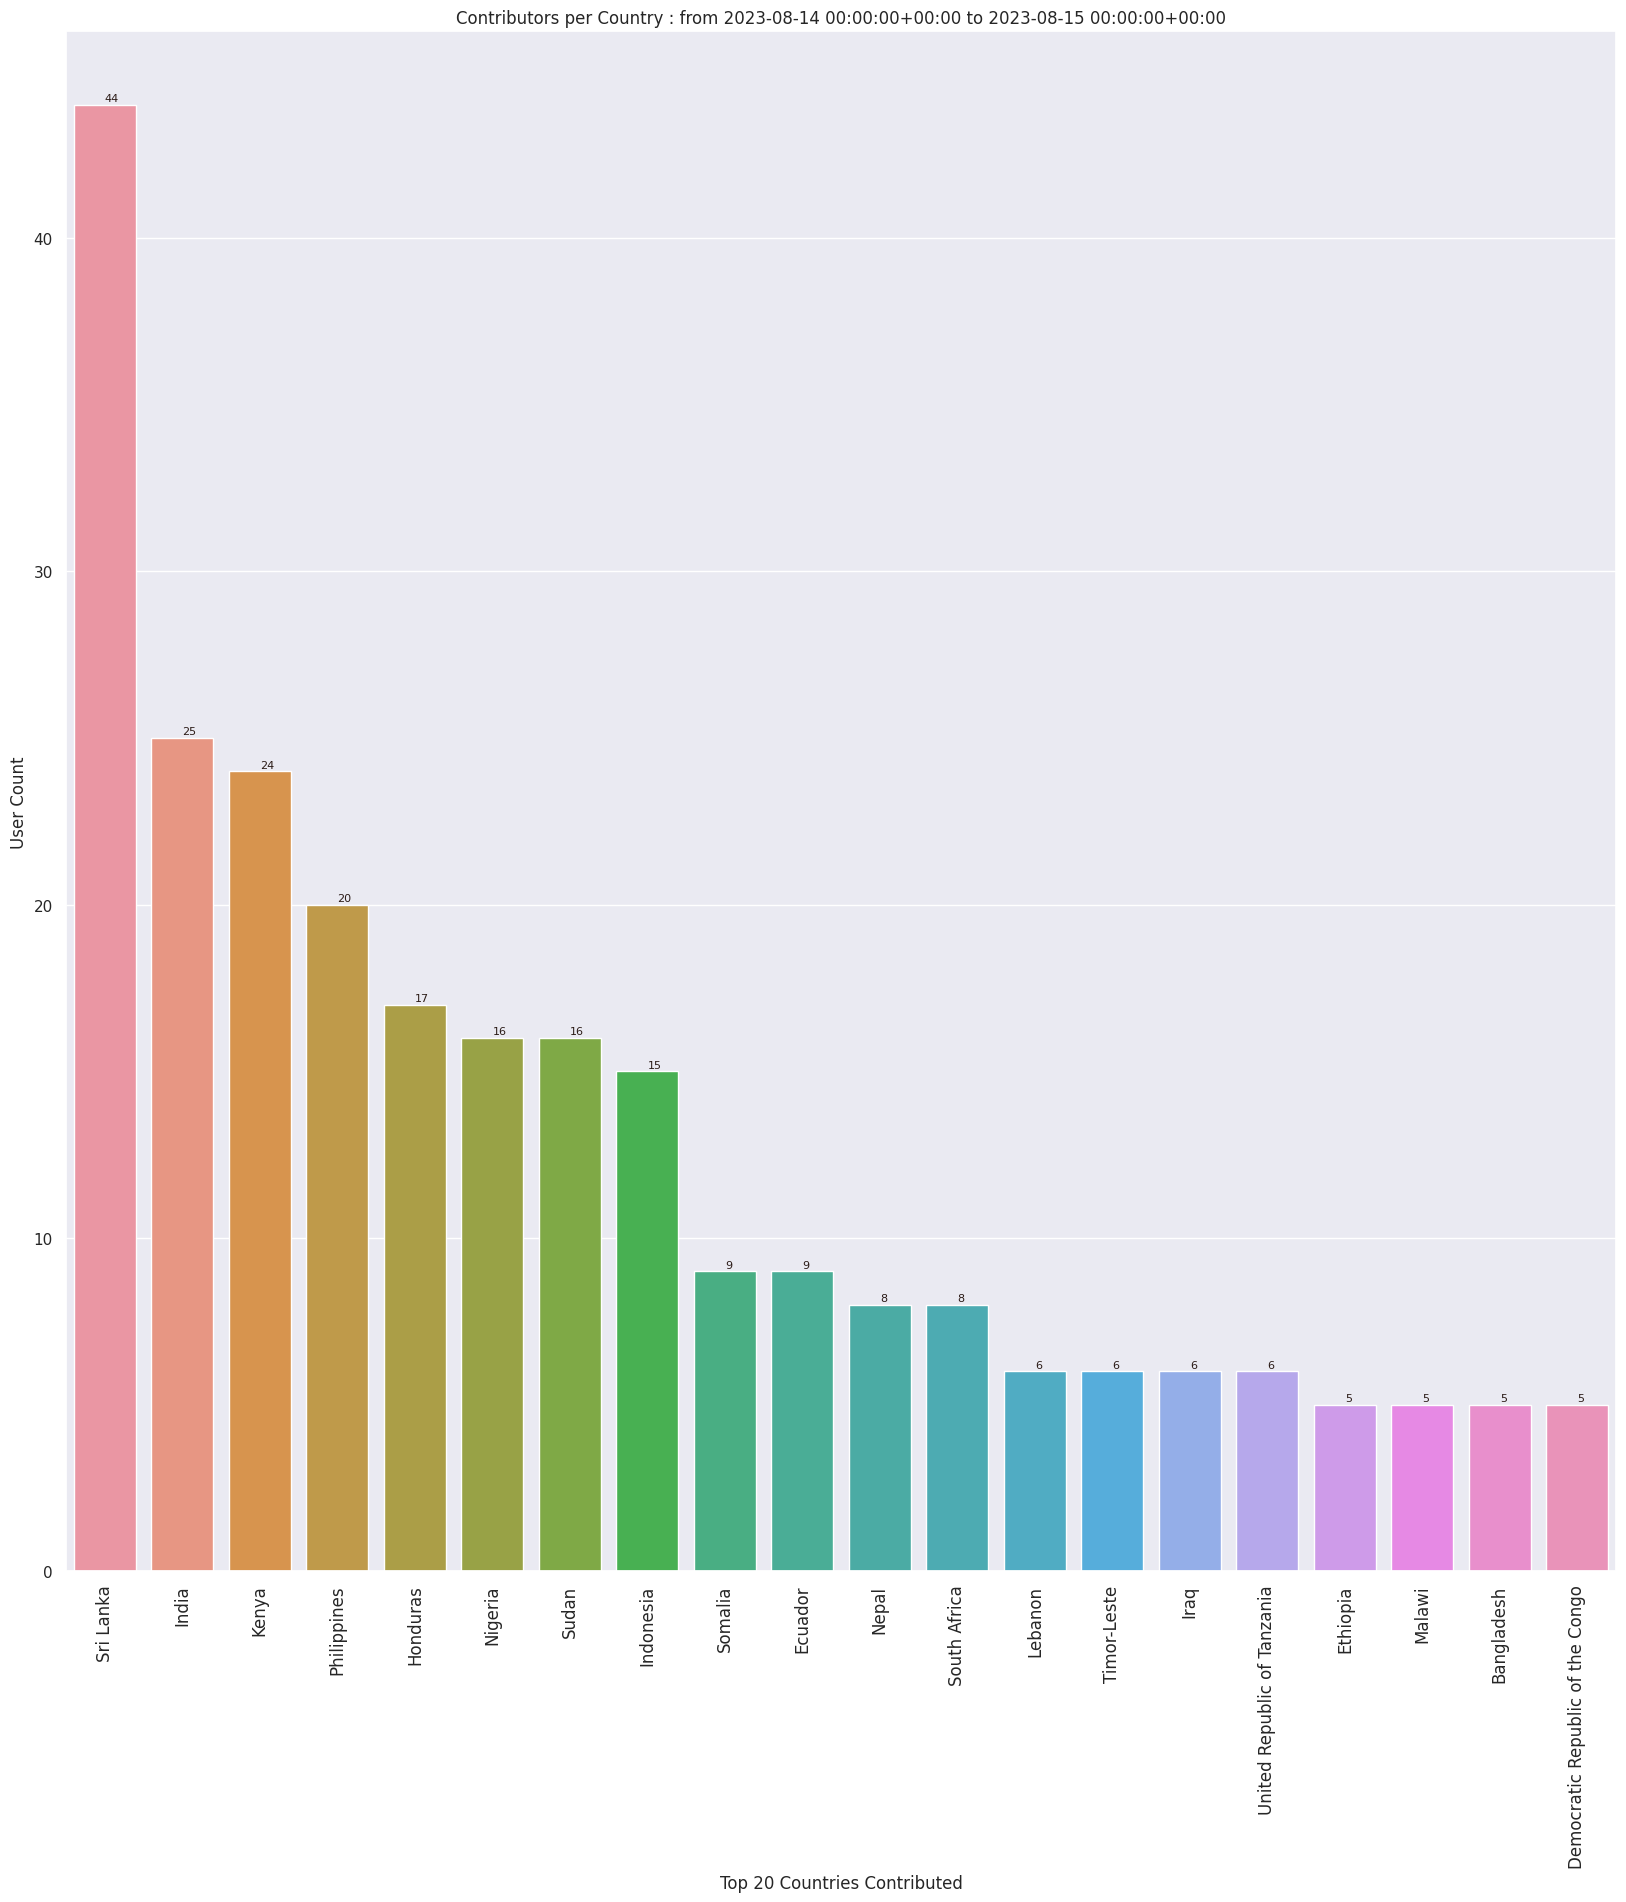 Contributors per Country : from 2023-08-14 00:00:00+00:00 to 2023-08-15 00:00:00+00:00
User Count
40
30
20
10
0
44
25
24
20
17
16
16
15
9
9
8
8
6
6
6
6
5
5
5
5
Sri Lanka
India
Kenya
Philippines
Honduras
Nigeria
Sudan
Indonesia
Somalia
Ecuador
Nepal
South Africa
Lebanon
Timor-Leste
Iraq
United Republic of Tanzania
Ethiopia
Malawi
Bangladesh
Democratic Republic of the Congo
Top 20 Countries Contributed